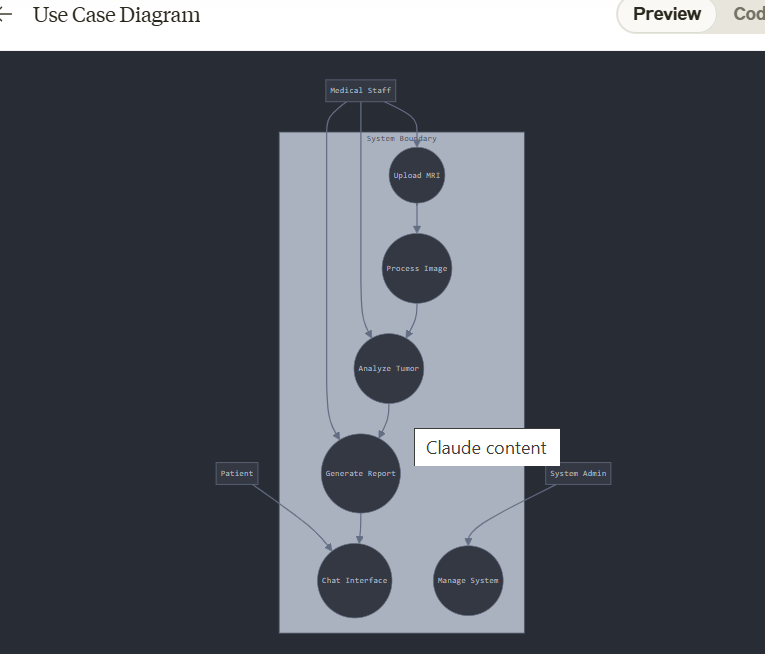 Use Case Diagram
Preview
Cod
Medical Staff
System Boundary
Upload MRI
Process Image
Analyze Tumor
Claude content
Patient
Generate Report
System Admin
Chat Interface
Manage System